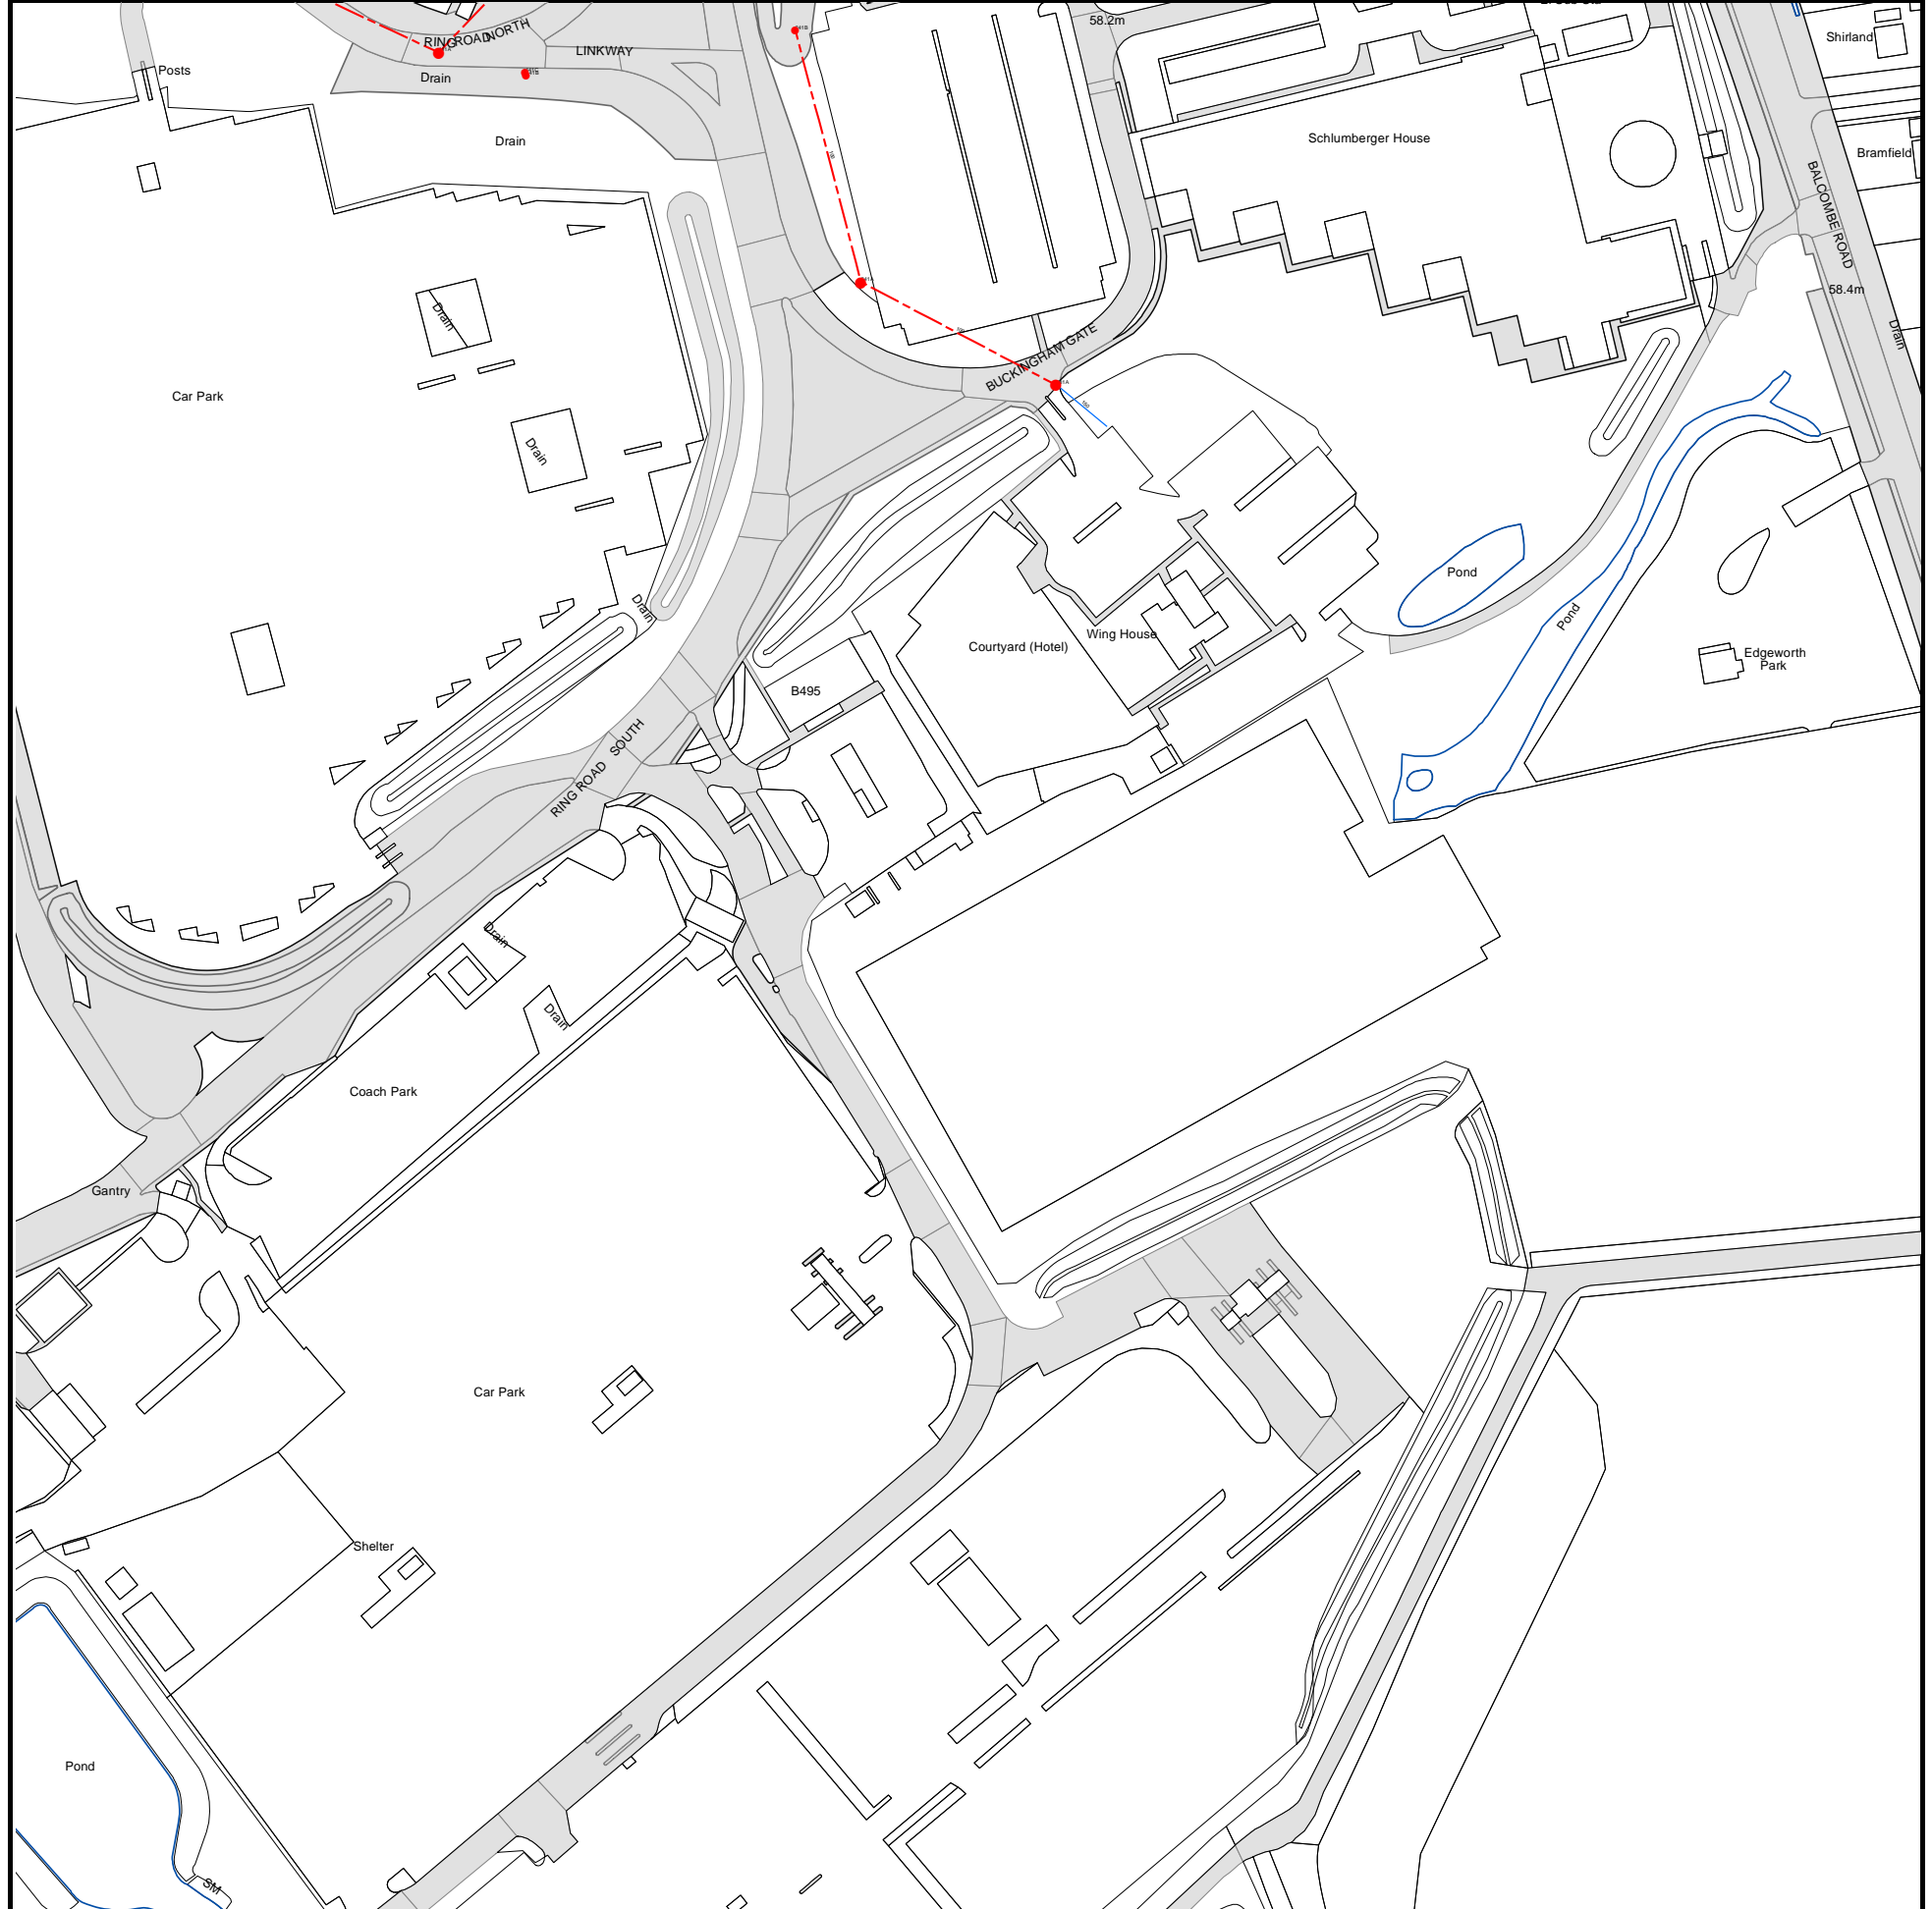 58.2m
RING ROAD NORTH
LINKWAY
Shirland
Posts
Drain
Drain
Schlumberger House
Bramfield
BALCOMBE ROAD
58.4m
Drain
Drain
BUCKINGHAM GATE
Car Park
Drain
Pond
Drain
Pond
Wing House
Courtyard (Hotel)
Edgeworth
Park
B495
RING ROAD SOUTH
Drain
Drain
Coach Park
Gantry
Car Park
Shelter
Pond
SM